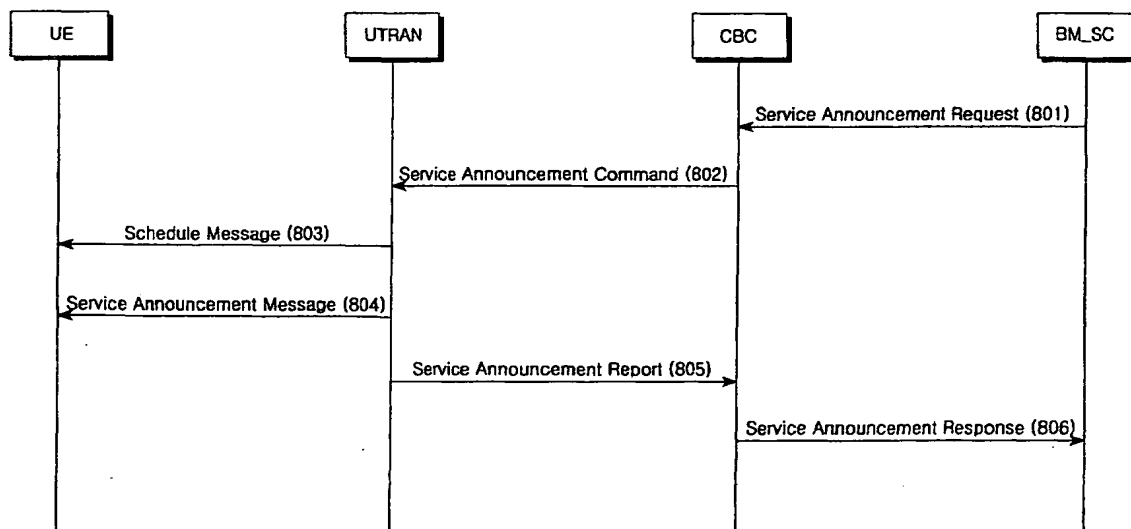 UE
UTRAN
CBC
BM_SC
Service Announcement Request (801)
Service Announcement Command (802)
Schedule Message (803)
Service Announcement Message (804)
Service Announcement Report (805)
Service Announcement Response (806)